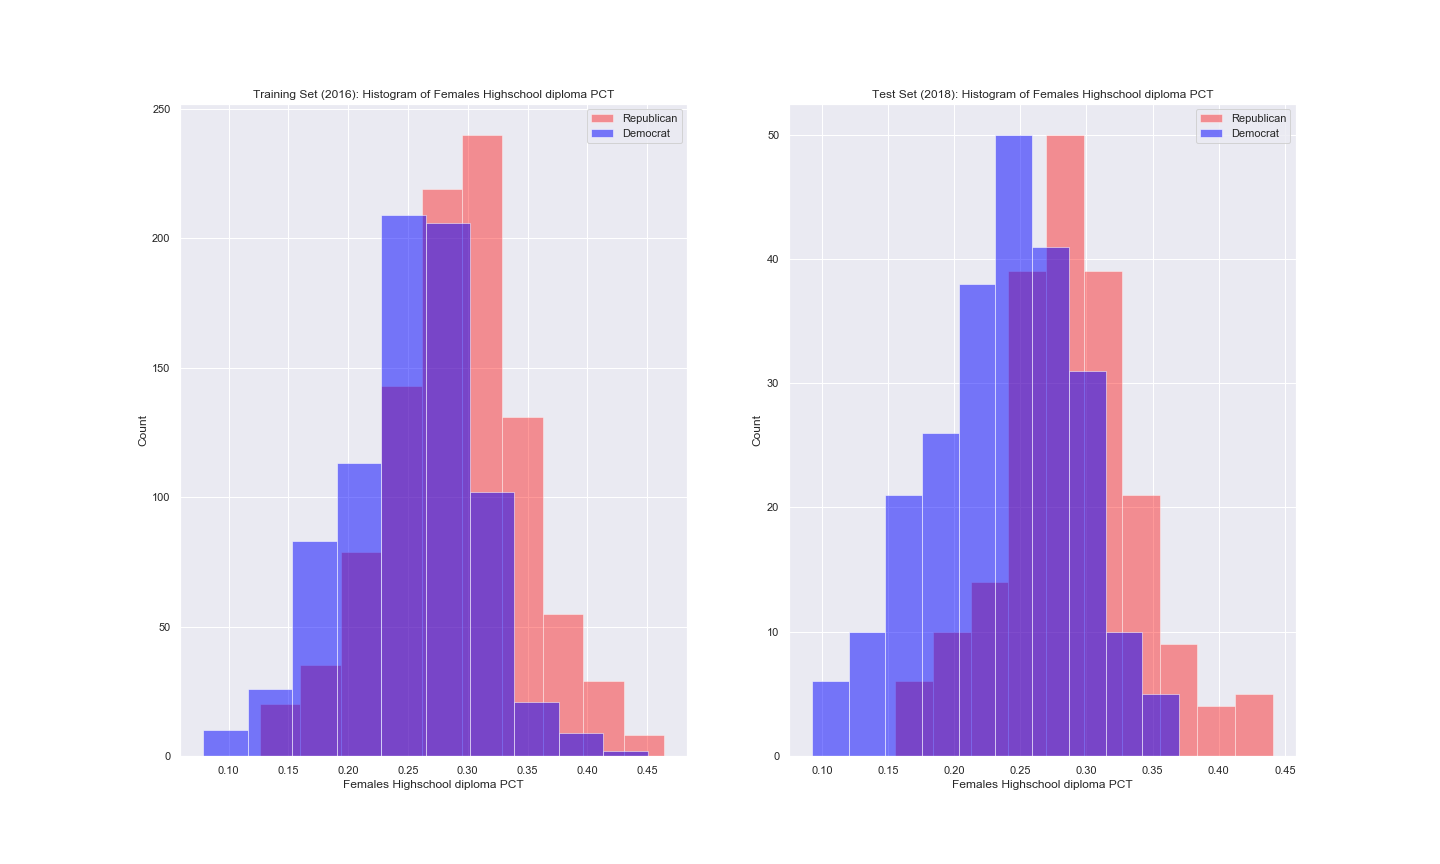 Training Set (2016): Histogram of Females Highschool diploma PCT
Republican
Democrat
250
200
150
100
50
0
Count
0.10 0.15 0.20 0.25 0.30 0.35 0.40 0.45
Females Highschool diploma PCT
Test Set (2018): Histogram of Females Highschool diploma PCT
Republican
Democrat
50
40
30
20
10
0
Count
0.10 0.15 0.20 0.25 0.30 0.35 0.40 0.45
Females Highschool diploma PCT